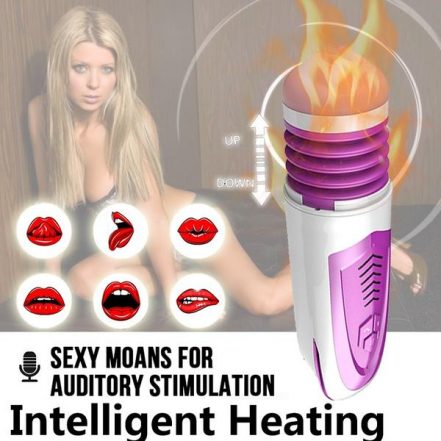 UP
DOWN
SEXY MOANS FOR
AUDITORY STIMULATION
Intelligent Heating